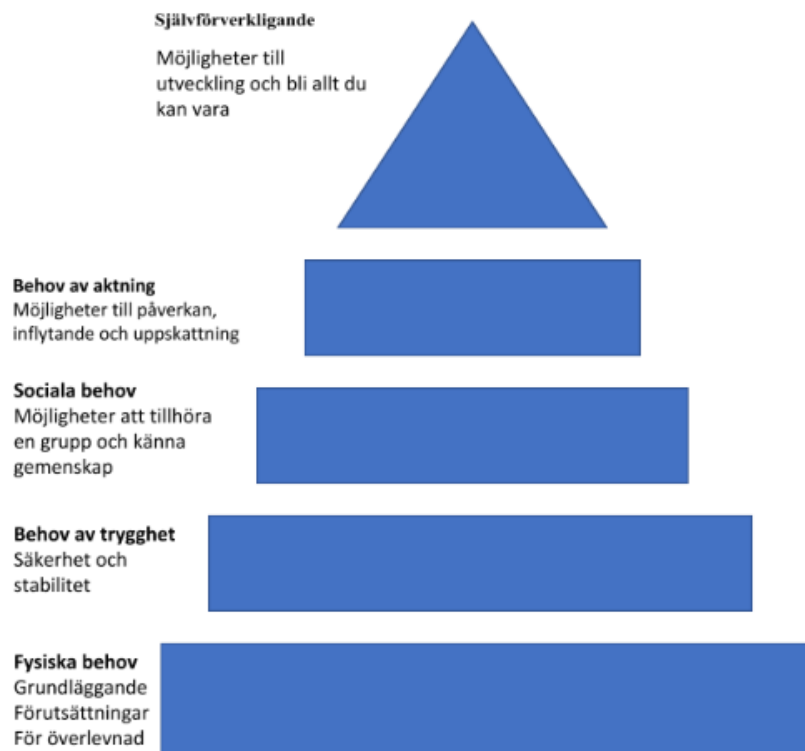 Självförverkligande
Möjligheter till
utveckling och bli allt du
kan vara
Behov av aktning
Möjligheter till påverkan,
inflytande och uppskattning
Sociala behov
Möjligheter att tillhöra
en grupp och känna
gemenskap
Behov av trygghet
Säkerhet och
stabilitet
Fysiska behov
Grundläggande
Förutsättningar
För överlevnad